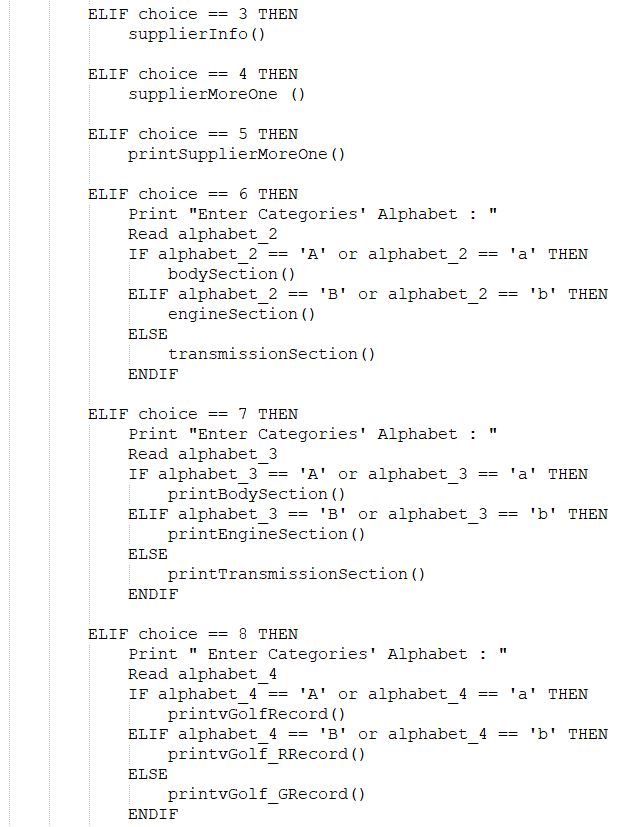 ELIF choice == 3 THEN
supplierInfo()
ELIF choice == 4 THEN
supplierMoreOne ()
ELIF choice == 5 THEN
printSupplierMoreOne()
ELIF choice == 6 THEN
Print "Enter Categories' Alphabet : "
Read alphabet_2
IF alphabet_2 == 'A' or alphabet_2 == 'a' THEN
bodySection()
ELIF alphabet_2 == 'B' or alphabet_2 == 'b' THEN
engineSection()
ELSE
transmissionSection()
ENDIF
ELIF choice == 7 THEN
Print "Enter Categories' Alphabet : "
Read alphabet_3
IF alphabet_3 == 'A' or alphabet_3 == 'a' THEN
printBodySection()
ELIF alphabet_3 == 'B' or alphabet_3 == 'b' THEN
printEngineSection()
ELSE
printTransmissionSection()
ENDIF
ELIF choice == 8 THEN
Print " Enter Categories' Alphabet : "
Read alphabet_4
IF alphabet_4 == 'A' or alphabet_4 == 'a' THEN
printvGolfRecord()
ELIF alphabet_4 == 'B' or alphabet_4 == 'b' THEN
printvGolf_RRecord()
ELSE
printvGolf_GRecord()
ENDIF